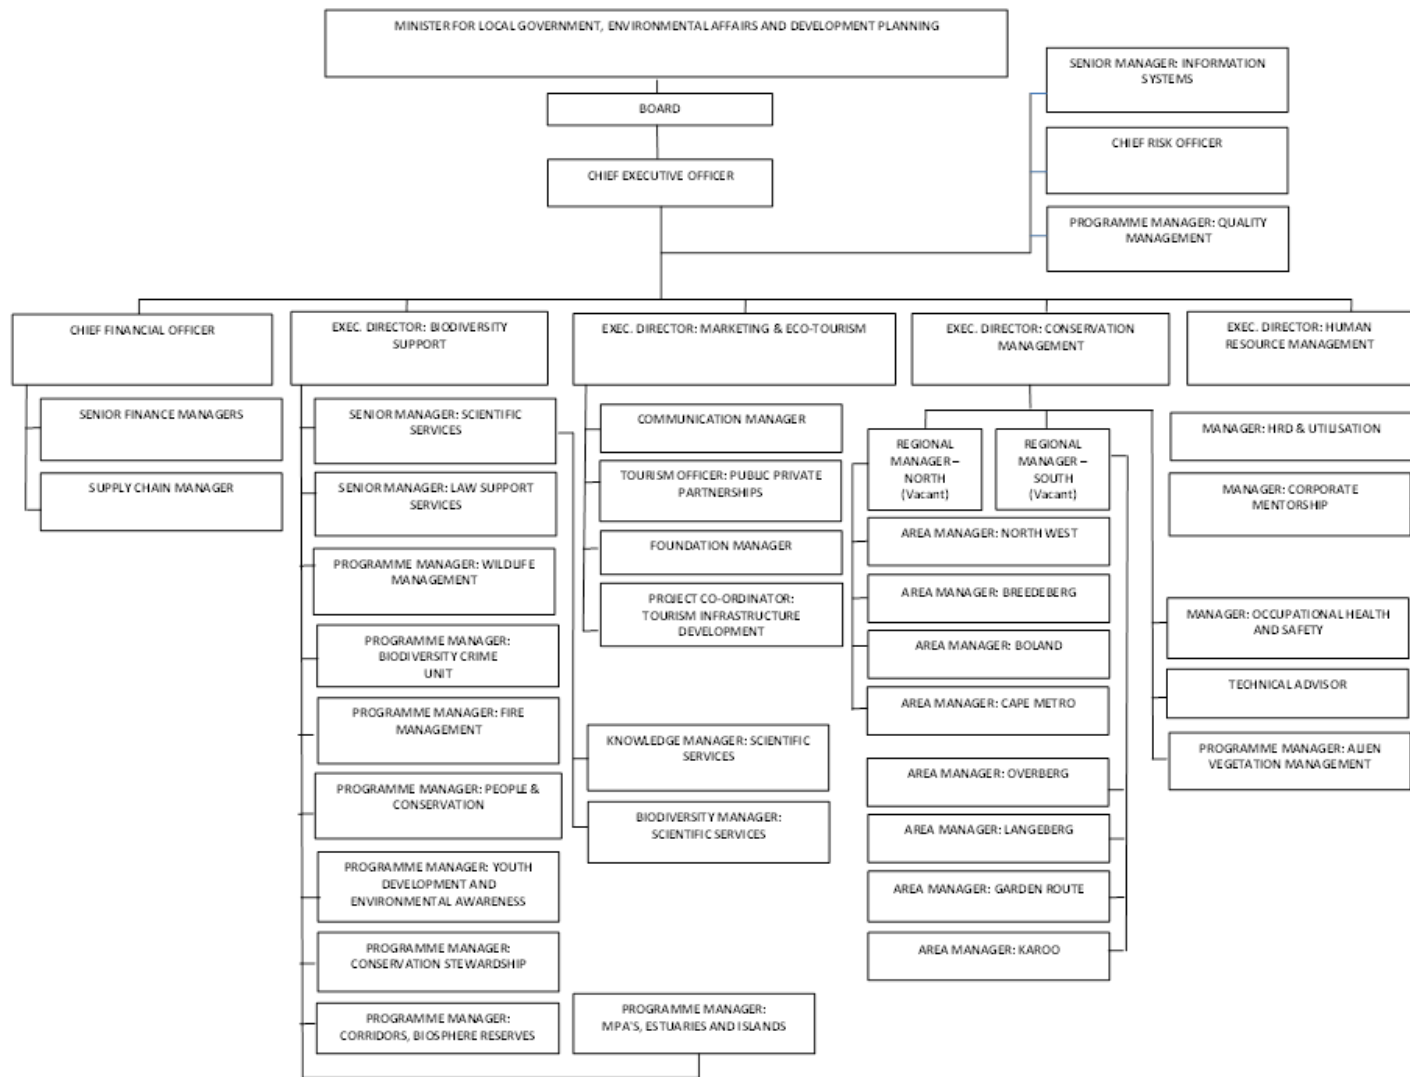 MINISTER FOR LOCAL GOVERNMENT, ENVIRONMENTAL AFFAIRS AND DEVELOPMENT PLANNING
BOARD
CHIEF EXECUTIVE OFFICER
SENIOR MANAGER: INFORMATION
SYSTEMS
CHIEF RISK OFFICER
PROGRAMME MANAGER: QUALITY
MANAGEMENT
CHIEF FINANCIAL OFFICER
SENIOR FINANCE MANAGERS
SUPPLY CHAIN MANAGER
EXEC. DIRECTOR: BIODIVERSITY
SUPPORT
SENIOR MANAGER: SCIENTIFIC
SERVICES
SENIOR MANAGER: LAW SUPPORT
SERVICES
PROGRAMME MANAGER: WILDLIFE
MANAGEMENT
PROGRAMME MANAGER:
BIODIVERSITY CRIME
UNIT
PROGRAMME MANAGER: FIRE
MANAGEMENT
PROGRAMME MANAGER: PEOPLE &
CONSERVATION
PROGRAMME MANAGER: YOUTH
DEVELOPMENT AND
ENVIRONMENTAL AWARENESS
PROGRAMME MANAGER:
CONSERVATION STEWARDSHIP
PROGRAMME MANAGER:
CORRIDORS, BIOSPHERE RESERVES
EXEC. DIRECTOR: MARKETING & ECO-TOURISM
COMMUNICATION MANAGER
TOURISM OFFICER: PUBLIC PRIVATE
PARTNERSHIPS
FOUNDATION MANAGER
PROJECT CO-ORDINATOR:
TOURISM INFRASTRUCTURE
DEVELOPMENT
KNOWLEDGE MANAGER: SCIENTIFIC
SERVICES
BIODIVERSITY MANAGER:
SCIENTIFIC SERVICES
PROGRAMME MANAGER:
MPA'S, ESTUARIES AND ISLANDS
EXEC. DIRECTOR: CONSERVATION
MANAGEMENT
REGIONAL
MANAGER –
NORTH
(Vacant)
REGIONAL
MANAGER –
SOUTH
(Vacant)
AREA MANAGER: NORTH WEST
AREA MANAGER: BREEDEBERG
AREA MANAGER: BOLAND
AREA MANAGER: CAPE METRO
AREA MANAGER: OVERBERG
AREA MANAGER: LANGEBERG
AREA MANAGER: GARDEN ROUTE
AREA MANAGER: KAROO
EXEC. DIRECTOR: HUMAN
RESOURCE MANAGEMENT
MANAGER: HRD & UTILISATION
MANAGER: CORPORATE
MENTORSHIP
MANAGER: OCCUPATIONAL HEALTH
AND SAFETY
TECHNICAL ADVISOR
PROGRAMME MANAGER: ALIEN
VEGETATION MANAGEMENT